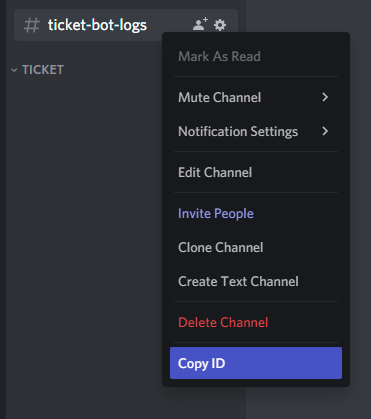 # ticket-bot-logs
TICKET
Mark As Read
Mute Channel
Notification Settings
Edit Channel
Invite People
Clone Channel
Create Text Channel
Delete Channel
Copy ID